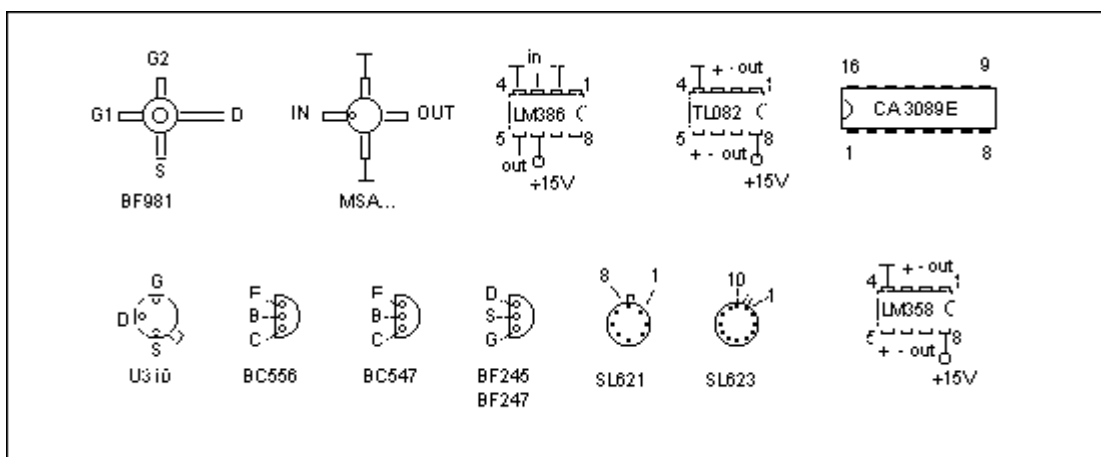 G2
G1 D
S
BF981
IN OUT
MSA...
in
4 1
LM386
5 8
out
+15V
+ - out
4 1
TL082
5 8
+ - out
+15V
16 9
CA3089E
1 8
G
D
S
U310
E
B
C
BC556
E
B
C
BC547
D
S
G
BF245
BF247
8 1
SL621
10
1
SL623
+ - out
4 1
LM358
5 8
+ - out
+15V